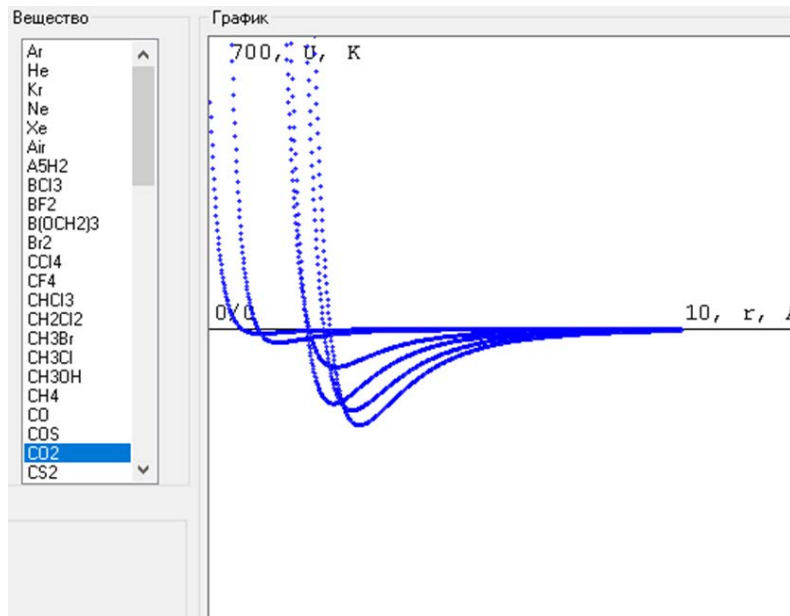 Вещество
Ar
He
Kr
Ne
Xe
Air
A5H2
BCl3
BF2
B(OCH2)3
Br2
CCl4
CF4
CHCl3
CH2Cl2
CH3Br
CH3Cl
CH3OH
CH4
CO
COS
CO2
CS2
График
700, U, K
0/0
10, r, A